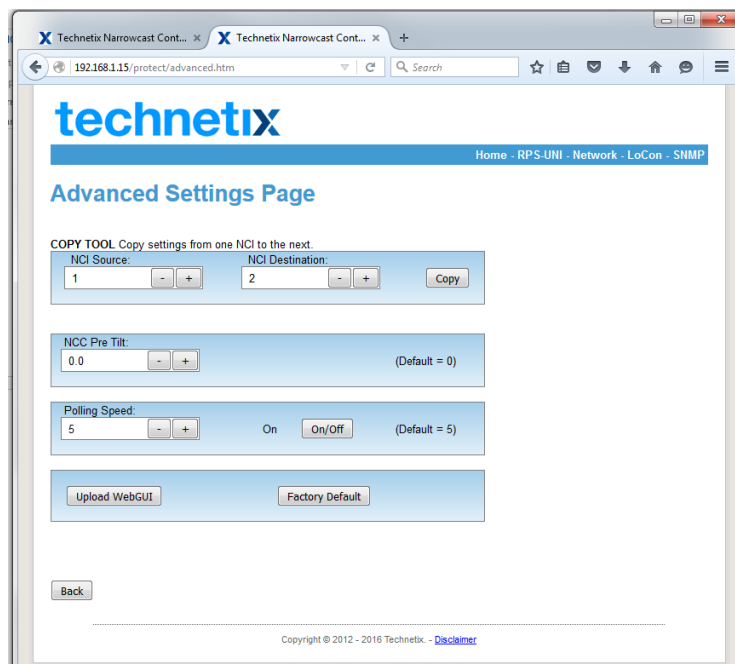 Technetix Narrowcast Cont... × Technetix Narrowcast Cont... × +
192.168.1.15/protect/advanced.htm Search
technetix
Home - RPS-UNI - Network - LoCon - SNMP
Advanced Settings Page
COPY TOOL Copy settings from one NCI to the next.
NCI Source: NCI Destination:
1 - + 2 - + Copy
NCC Pre Tilt:
0.0 - + (Default = 0)
Polling Speed:
5 - + On On/Off (Default = 5)
Upload WebGUI Factory Default
Back
Copyright © 2012 - 2016 Technetix. - Disclaimer